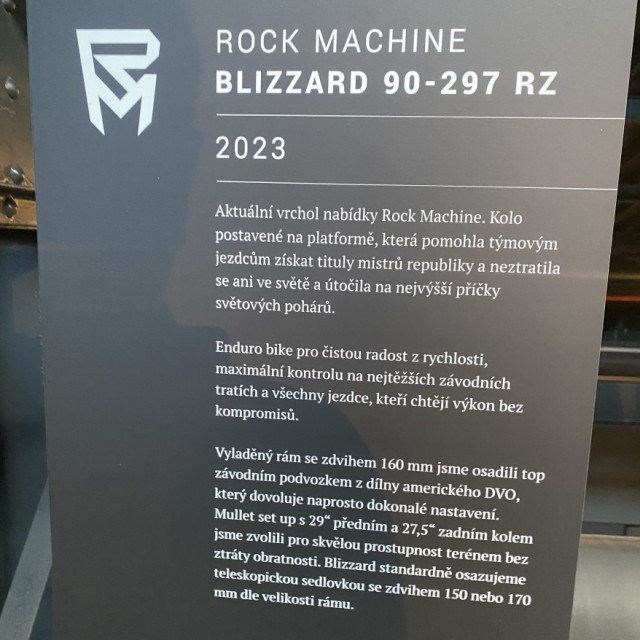 RM
ROCK MACHINE
BLIZZARD 90-297 RZ
2023
Aktuální vrchol nabídky Rock Machine. Kolo
postavené na platformě, která pomohla týmovým
jezdcům získat tituly mistrů republiky a neztratila
se ani ve světě a útočila na nejvýšší příčky
světových pohárů.
Enduro bike pro čistou radost z rychlosti,
maximální kontrolu na nejtěžších závodních
tratích a všechny jezdce, kteří chtějí výkon bez
kompromisů.
Vyladěný rám se zdvihem 160 mm jsme osadili top
závodním podvozkem z dílny amerického DVO,
který dovoluje naprosto dokonalé nastavení.
Mullet set up s 29“ předním a 27,5“ zadním kolem
jsme zvolili pro skvělou prostupnost terénem bez
ztráty obratnosti. Blizzard standardně osazujeme
teleskopickou sedlovkou se zdvihem 150 nebo 170
mm dle velikosti rámu.